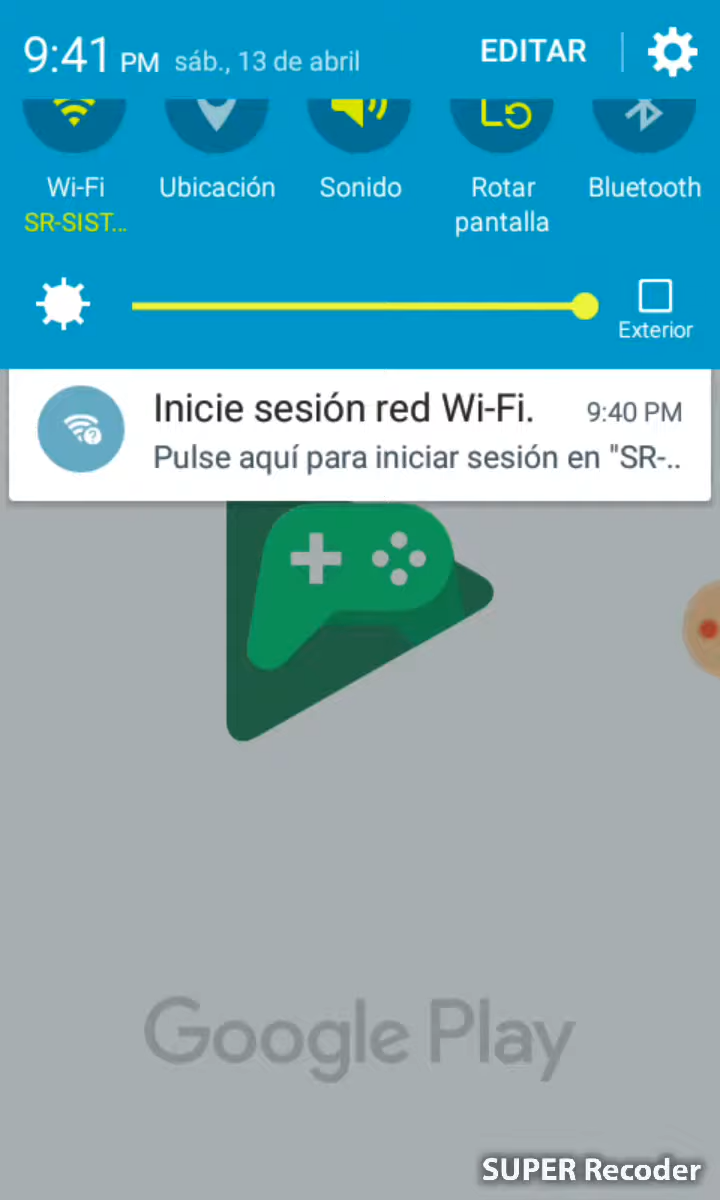 9:41 PM sáb., 13 de abril EDITAR
Wi-Fi Ubicación Sonido Rotar pantalla Bluetooth
SR-SIST...
Exterior
Inicie sesión red Wi-Fi. 9:40 PM
Pulse aquí para iniciar sesión en "SR-..
Google Play
SUPER Recoder